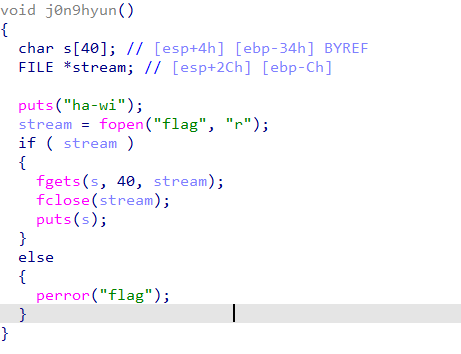 void j0n9hyun()
{
  char s[40]; // [esp+4h] [ebp-34h] BYREF
  FILE *stream; // [esp+2Ch] [ebp-Ch]

  puts("ha-wi");
  stream = fopen("flag", "r");
  if ( stream )
  {
    fgets(s, 40, stream);
    fclose(stream);
    puts(s);
  }
  else
  {
    perror("flag");
  }
}